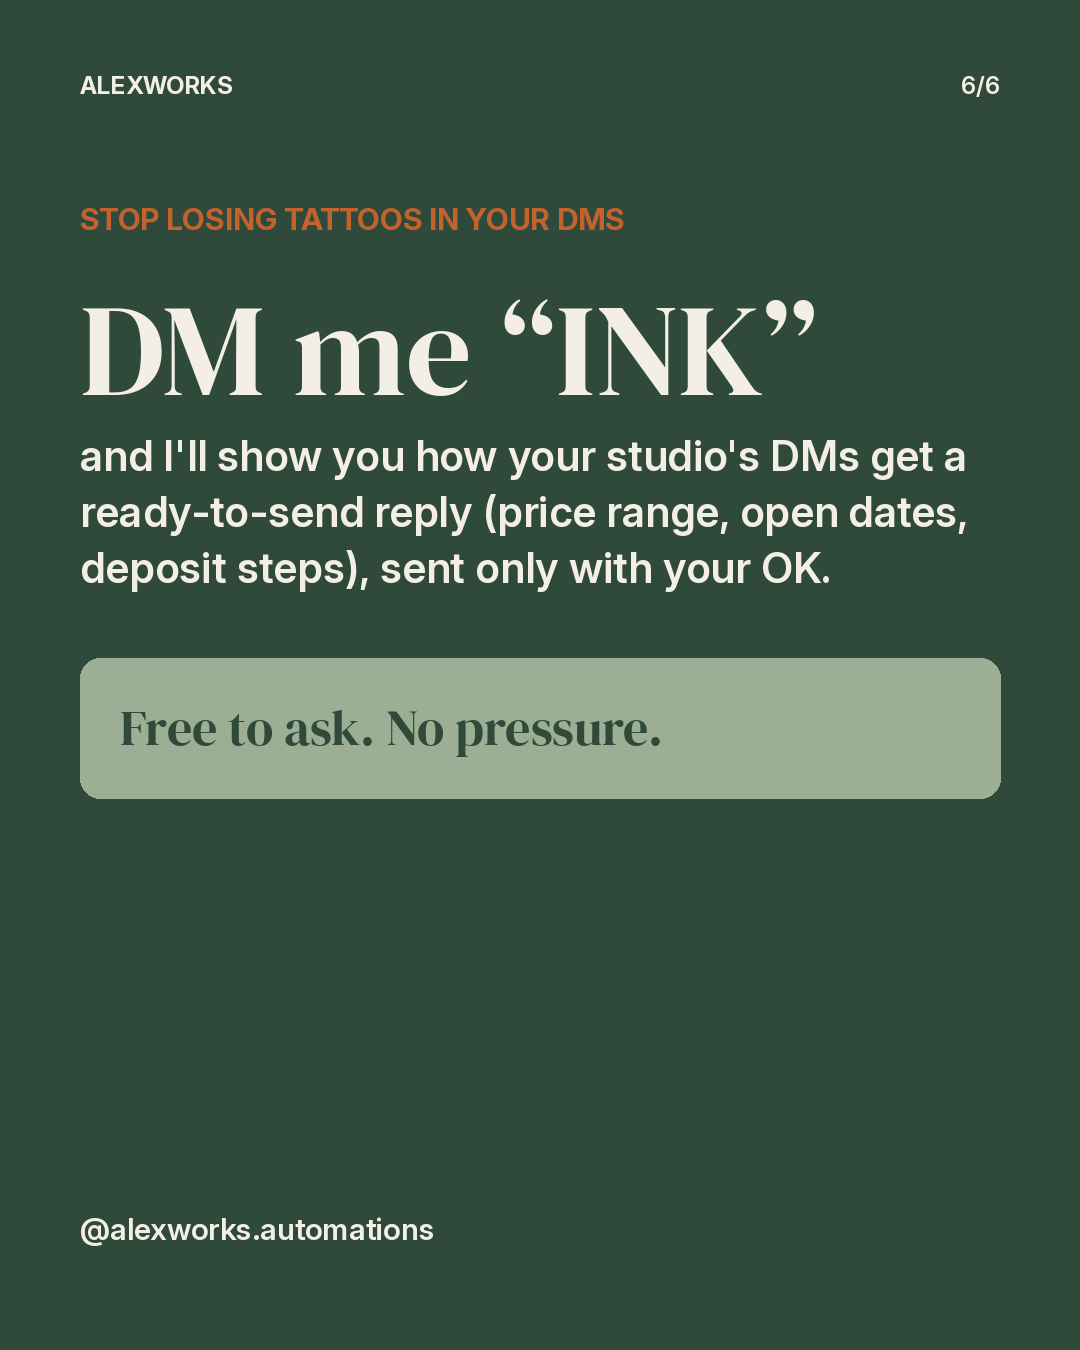 ALEXWORKS
6/6
STOP LOSING TATTOOS IN YOUR DMS
DM me “INK”
and I'll show you how your studio's DMs get a
ready-to-send reply (price range, open dates,
deposit steps), sent only with your OK.
Free to ask. No pressure.
@alexworks.automations